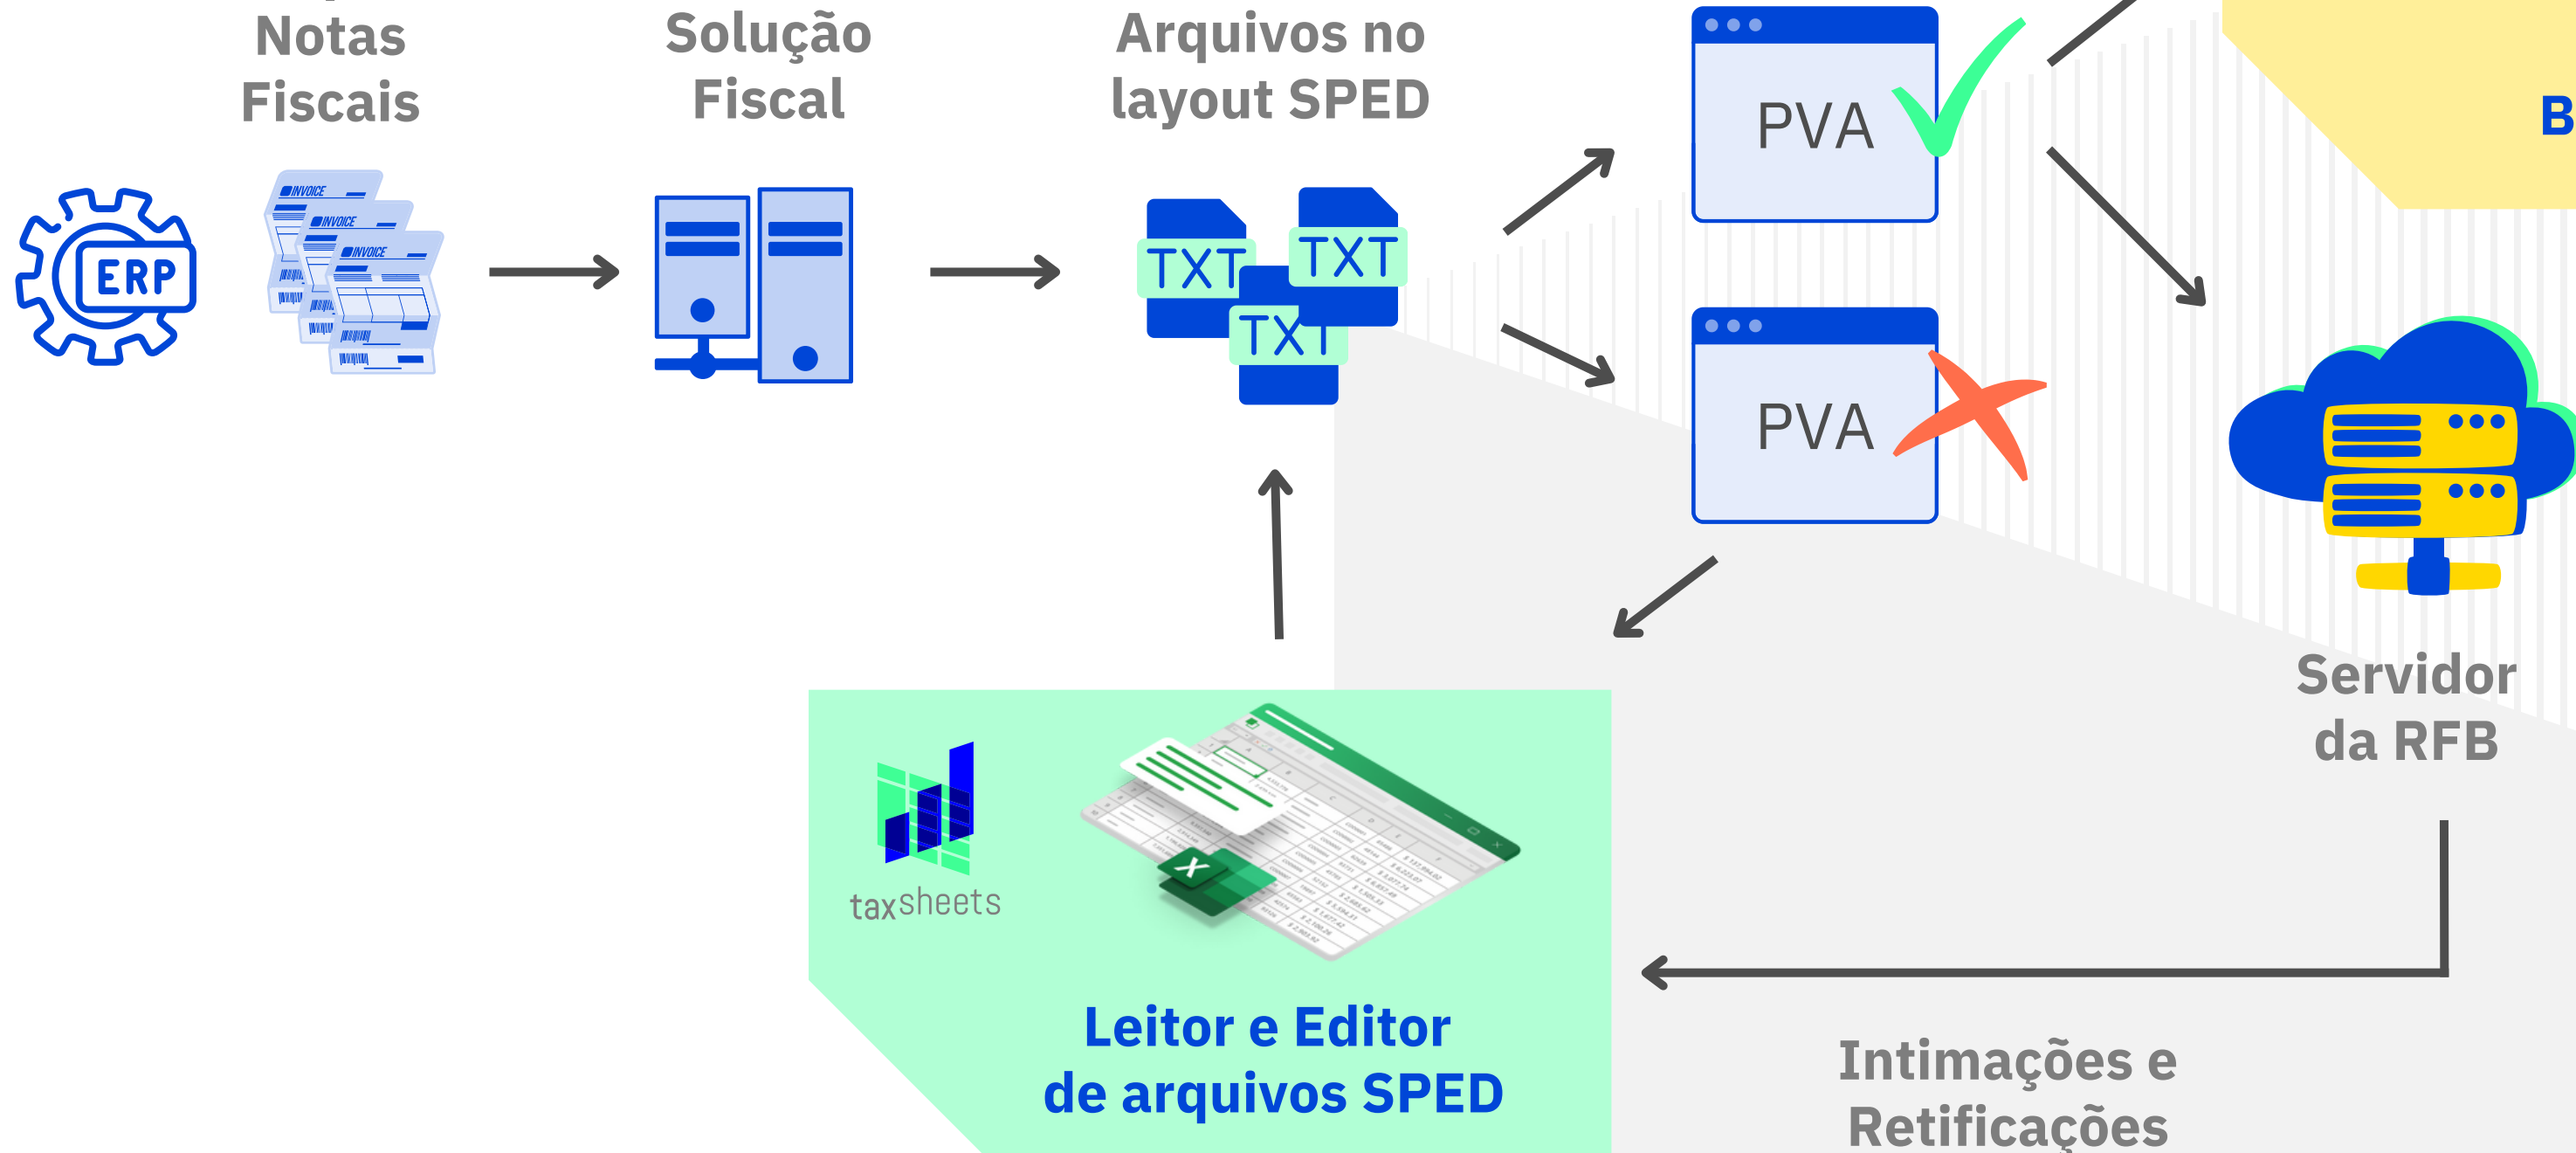 Notas
Fiscais
Solução
Fiscal
Arquivos no
layout SPED
PVA
B
ERP
INVOICE
INVOICE
INVOICE
TXT
TXT
TXT
PVA
Servidor
da RFB
taxsheets
X
Leitor e Editor
de arquivos SPED
Intimações e
Retificações